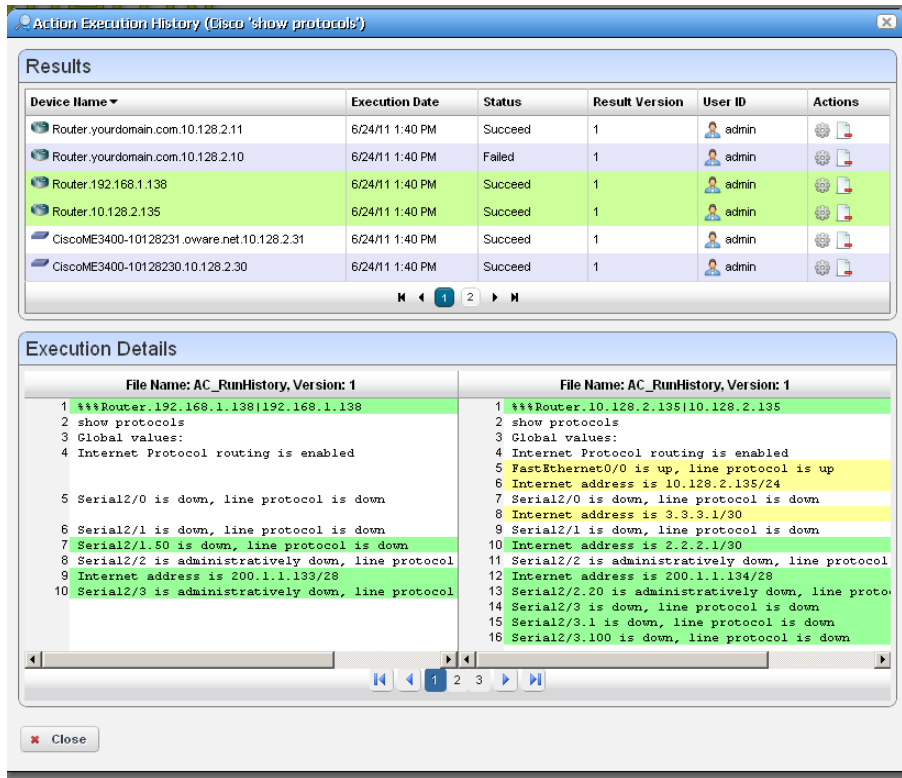 Action Execution History (Cisco 'show protocols')
Results
Device Name Execution Date Status Result Version User ID Actions
Router.yourdomain.com.10.128.2.11 6/24/11 1:40 PM Succeed 1 admin
Router.yourdomain.com.10.128.2.10 6/24/11 1:40 PM Failed 1 admin
Router.192.168.1.138 6/24/11 1:40 PM Succeed 1 admin
Router.10.128.2.135 6/24/11 1:40 PM Succeed 1 admin
CiscoME3400-10128231.oware.net.10.128.2.31 6/24/11 1:40 PM Succeed 1 admin
CiscoME3400-10128230.10.128.2.30 6/24/11 1:40 PM Succeed 1 admin
1 2
Execution Details
File Name: AC_RunHistory, Version: 1
1 %%%Router.192.168.1.138|192.168.1.138
2 show protocols
3 Global values:
4 Internet Protocol routing is enabled
5 Serial2/0 is down, line protocol is down
6 Serial2/1 is down, line protocol is down
7 Serial2/1.50 is down, line protocol is down
8 Serial2/2 is administratively down, line protocol
9 Internet address is 200.1.1.133/28
10 Serial2/3 is administratively down, line protocol
File Name: AC_RunHistory, Version: 1
1 %%%Router.10.128.2.135|10.128.2.135
2 show protocols
3 Global values:
4 Internet Protocol routing is enabled
5 FastEthernet0/0 is up, line protocol is up
6 Internet address is 10.128.2.135/24
7 Serial2/0 is down, line protocol is down
8 Internet address is 3.3.3.1/30
9 Serial2/1 is down, line protocol is down
10 Internet address is 2.2.2.1/30
11 Serial2/2 is administratively down, line protocol
12 Internet address is 200.1.1.134/28
13 Serial2/2.20 is administratively down, line proto
14 Serial2/3 is down, line protocol is down
15 Serial2/3.1 is down, line protocol is down
16 Serial2/3.100 is down, line protocol is down
1 2 3
Close